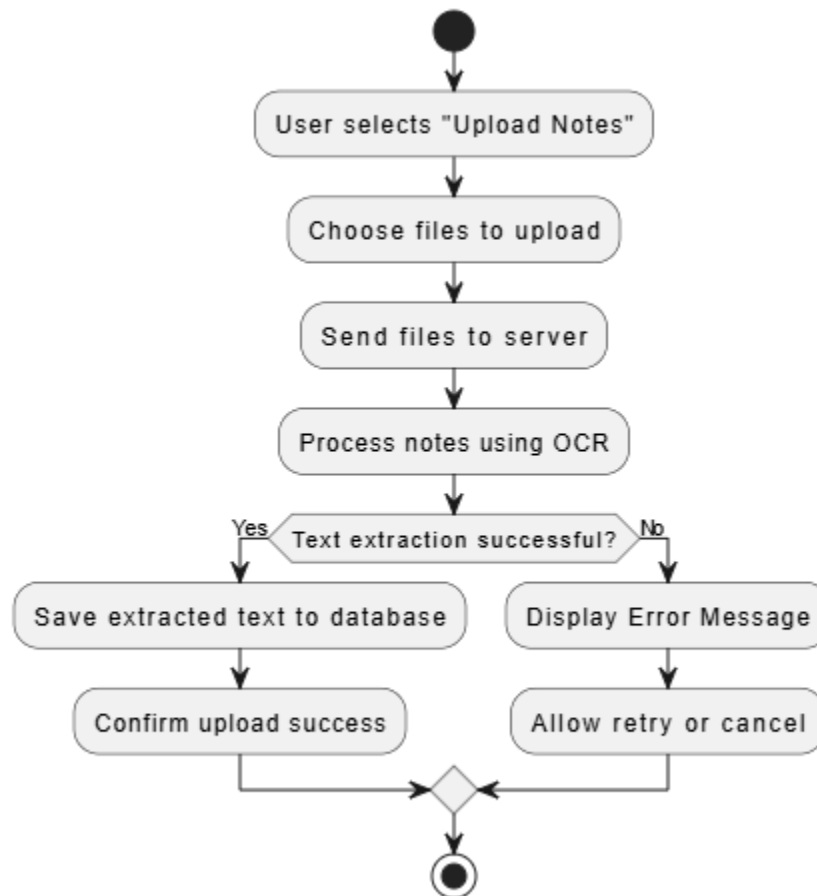 User selects "Upload Notes"
Choose files to upload
Send files to server
Process notes using OCR
Text extraction successful?
Yes
No
Save extracted text to database
Display Error Message
Confirm upload success
Allow retry or cancel